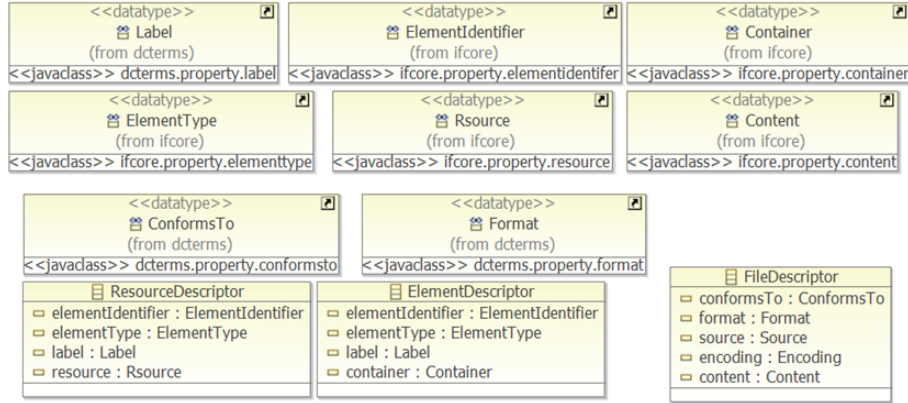 <<datatype>>
Label
(from dcterms)
<<javaclass>> dcterms.property.label
<<datatype>>
ElementIdentifier
(from ifcore)
<<javaclass>> ifcore.property.elementidentifer
<<datatype>>
Container
(from ifcore)
<<javaclass>> ifcore.property.container
<<datatype>>
ElementType
(from ifcore)
<<javaclass>> ifcore.property.elementtype
<<datatype>>
Rsource
(from ifcore)
<<javaclass>> ifcore.property.resource
<<datatype>>
Content
(from ifcore)
<<javaclass>> ifcore.property.content
<<datatype>>
ConformsTo
(from dcterms)
<<javaclass>> dcterms.property.conformsto
<<datatype>>
Format
(from dcterms)
<<javaclass>> dcterms.property.format
ResourceDescriptor
elementIdentifier : ElementIdentifier
elementType : ElementType
label : Label
resource : Rsource
ElementDescriptor
elementIdentifier : ElementIdentifier
elementType : ElementType
label : Label
container : Container
FileDescriptor
conformsTo : ConformsTo
format : Format
source : Source
encoding : Encoding
content : Content